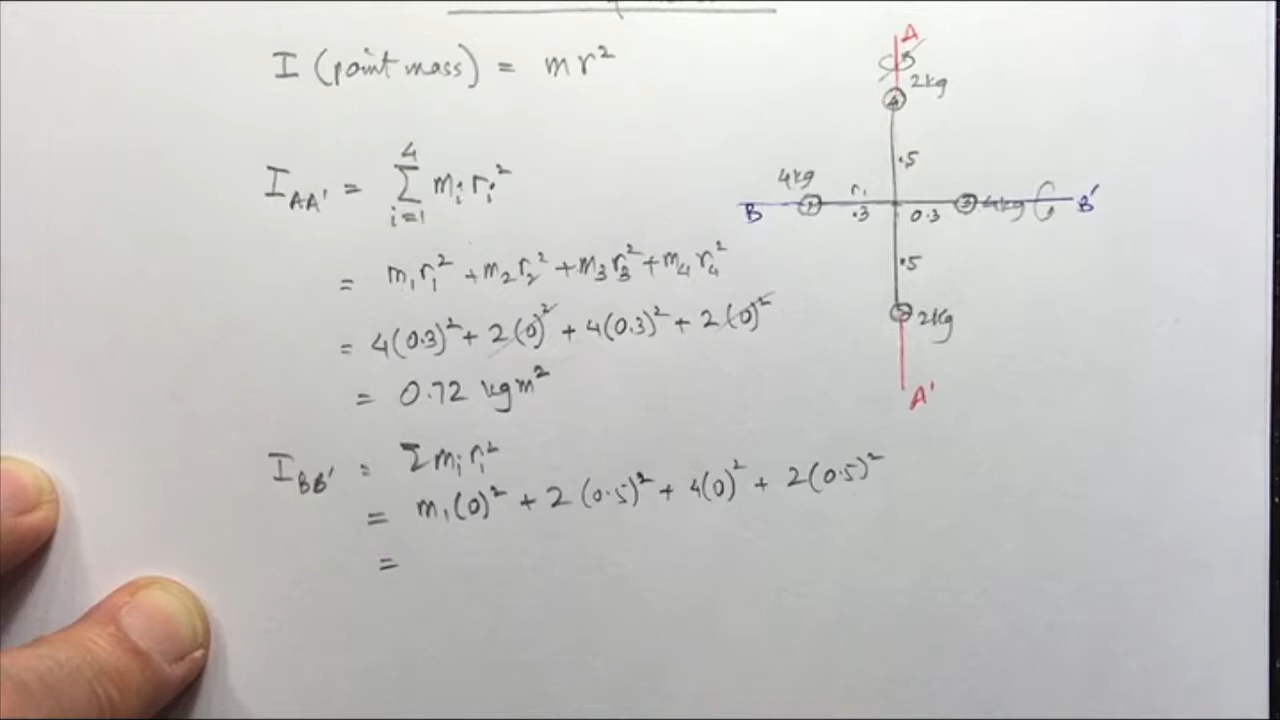 I (point mass) = mr²
I_AA' = Σ_{i=1}^{4} m_i r_i²
= m₁r₁² + m₂r₂² + m₃r₃² + m₄r₄²
= 4(0.3)² + 2(0)² + 4(0.3)² + 2(0)²
= 0.72 kgm²
I_BB' = Σm_i r_i²
= m₁(0)² + 2(0.5)² + 4(0)² + 2(0.5)²
=
A
2kg
4
.5
4kg
r₁
B
1
.3
0.3
3
4kg
B'
.5
2kg
A'